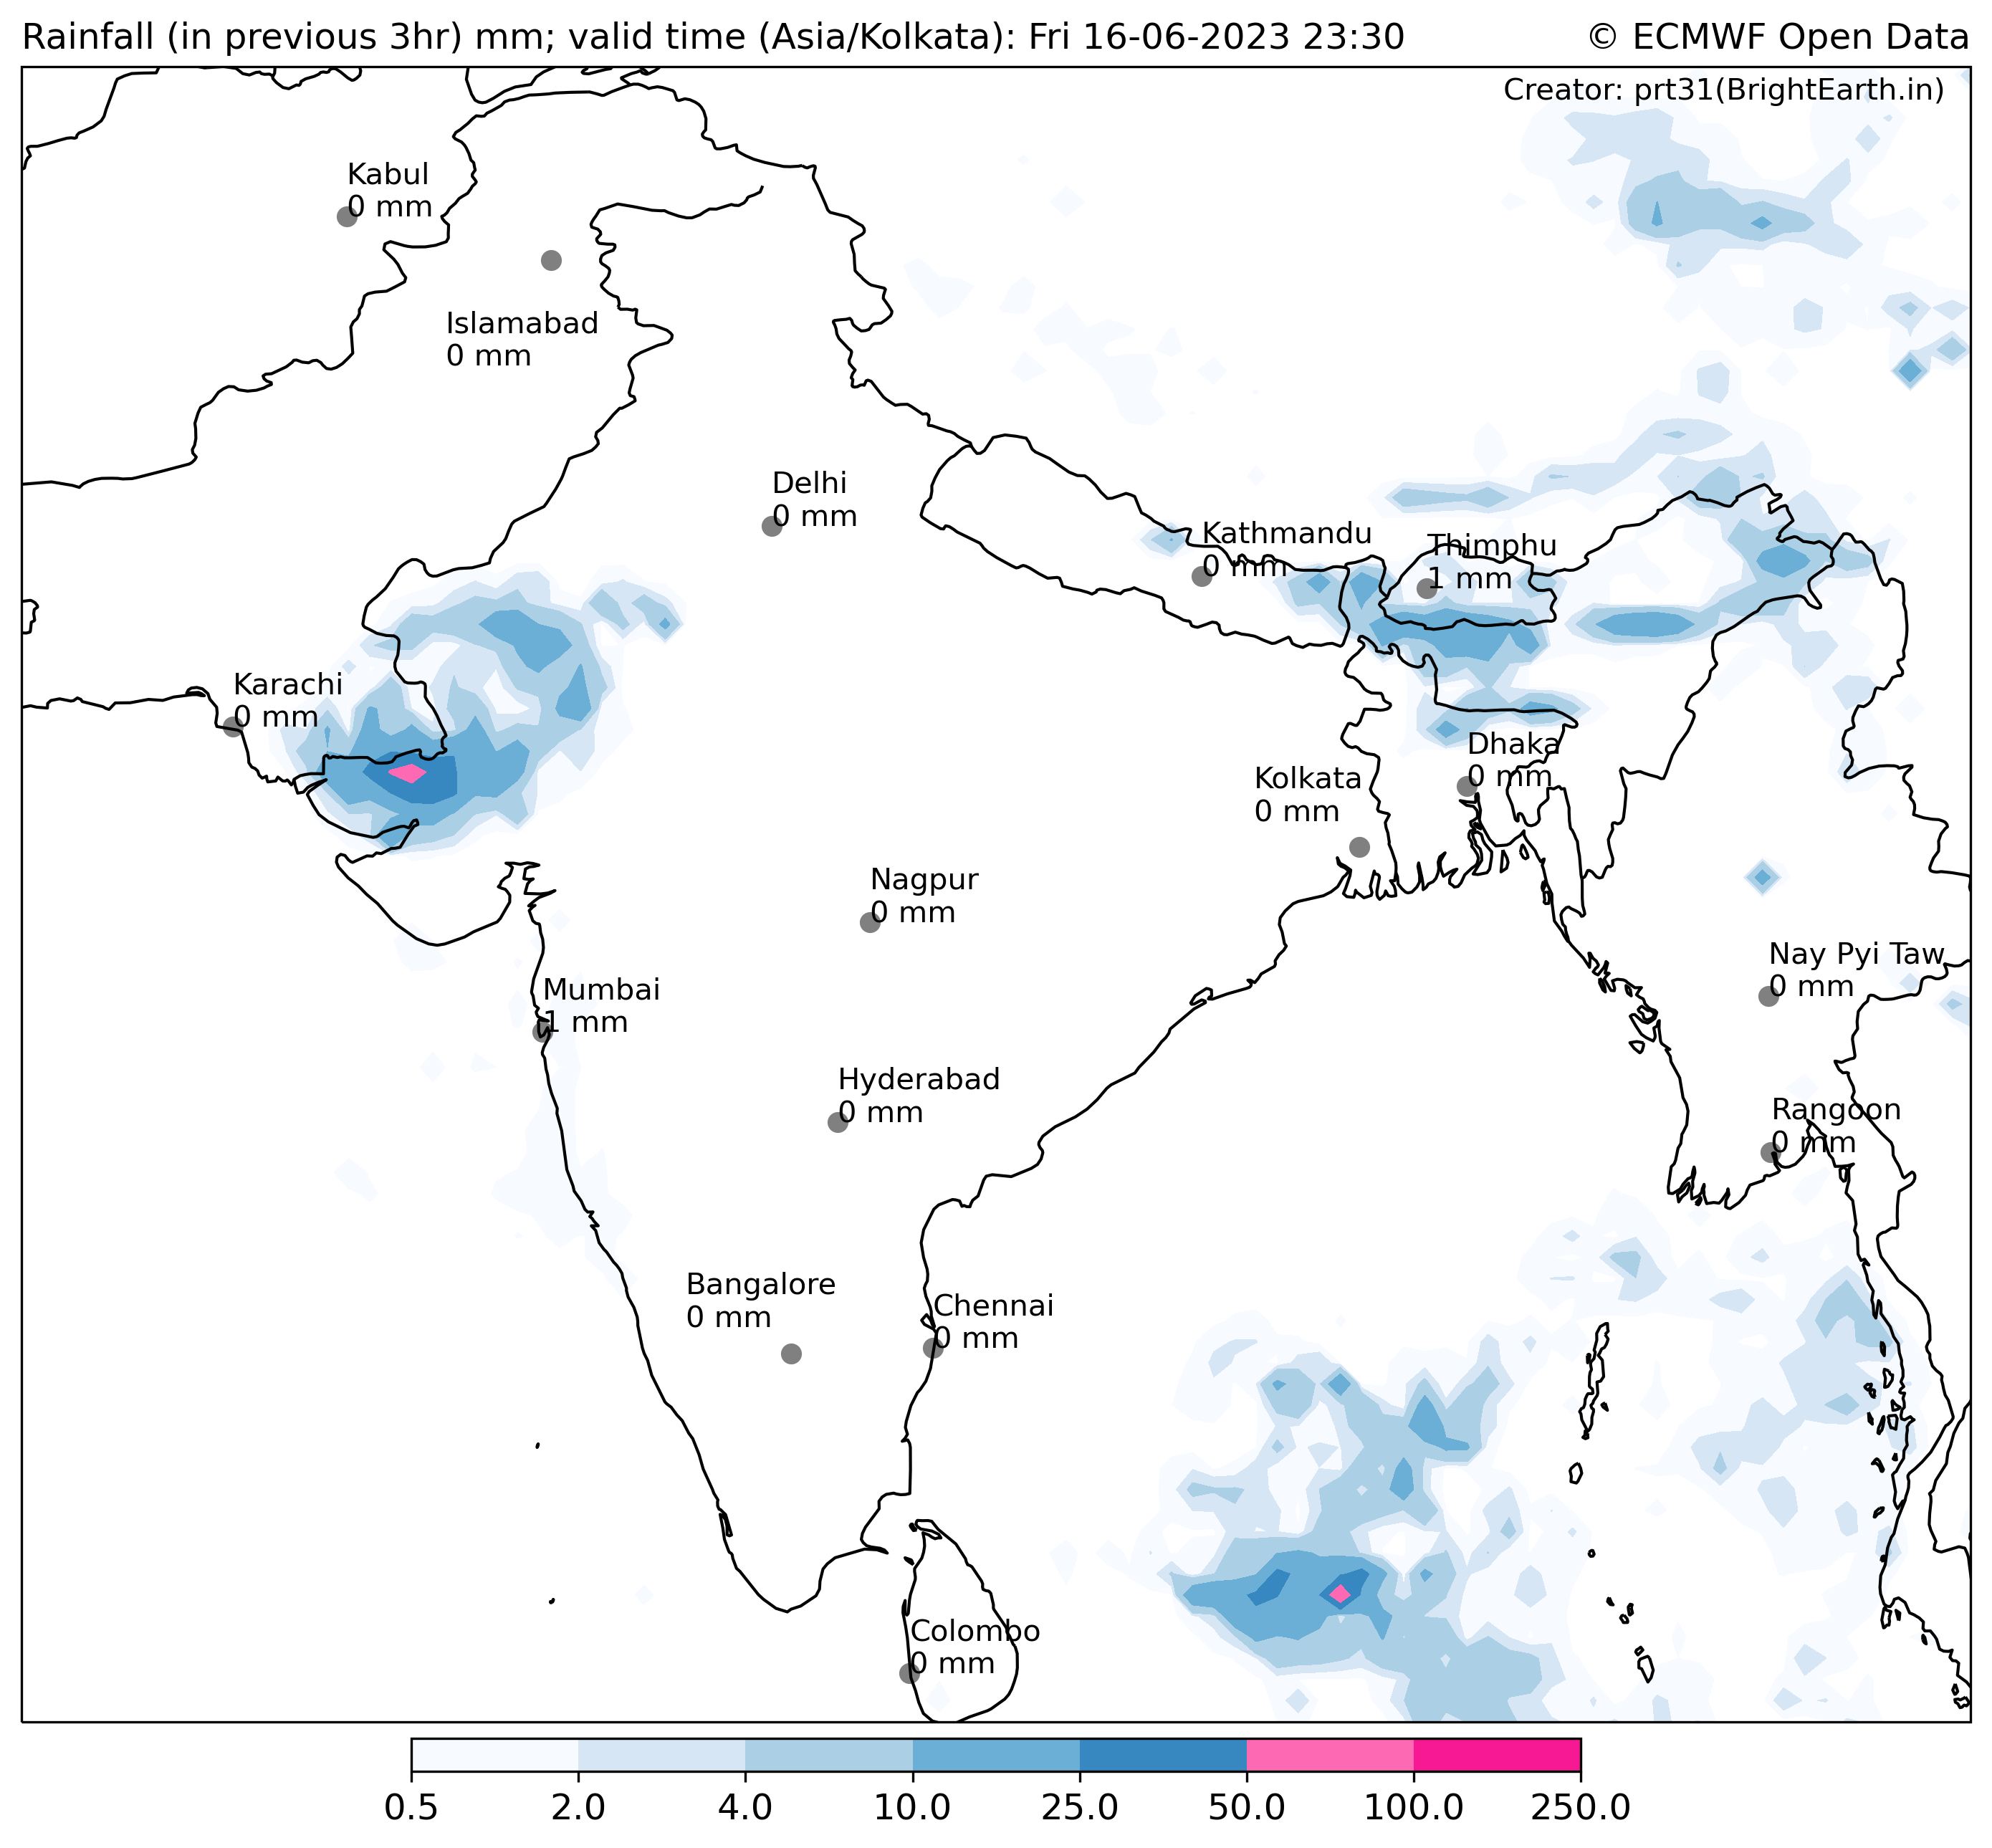 Rainfall (in previous 3hr) mm; valid time (Asia/Kolkata): Fri 16-06-2023 23:30
© ECMWF Open Data
Creator: prt31(BrightEarth.in)
Kabul
0 mm
Islamabad
0 mm
Delhi
0 mm
Kathmandu
0 mm
Thimphu
1 mm
Karachi
0 mm
Dhaka
0 mm
Kolkata
0 mm
Nagpur
0 mm
Nay Pyi Taw
0 mm
Mumbai
1 mm
Hyderabad
0 mm
Rangoon
0 mm
Bangalore
0 mm
Chennai
0 mm
Colombo
0 mm
0.5 2.0 4.0 10.0 25.0 50.0 100.0 250.0